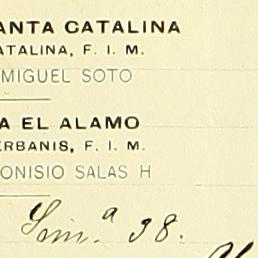 ANTA CATALINA
ATALINA, F. I. M.
MIGUEL SOTO
A EL ALAMO
ERBANIS, F. I. M.
ONISIO SALAS H
Sem.ª 38.